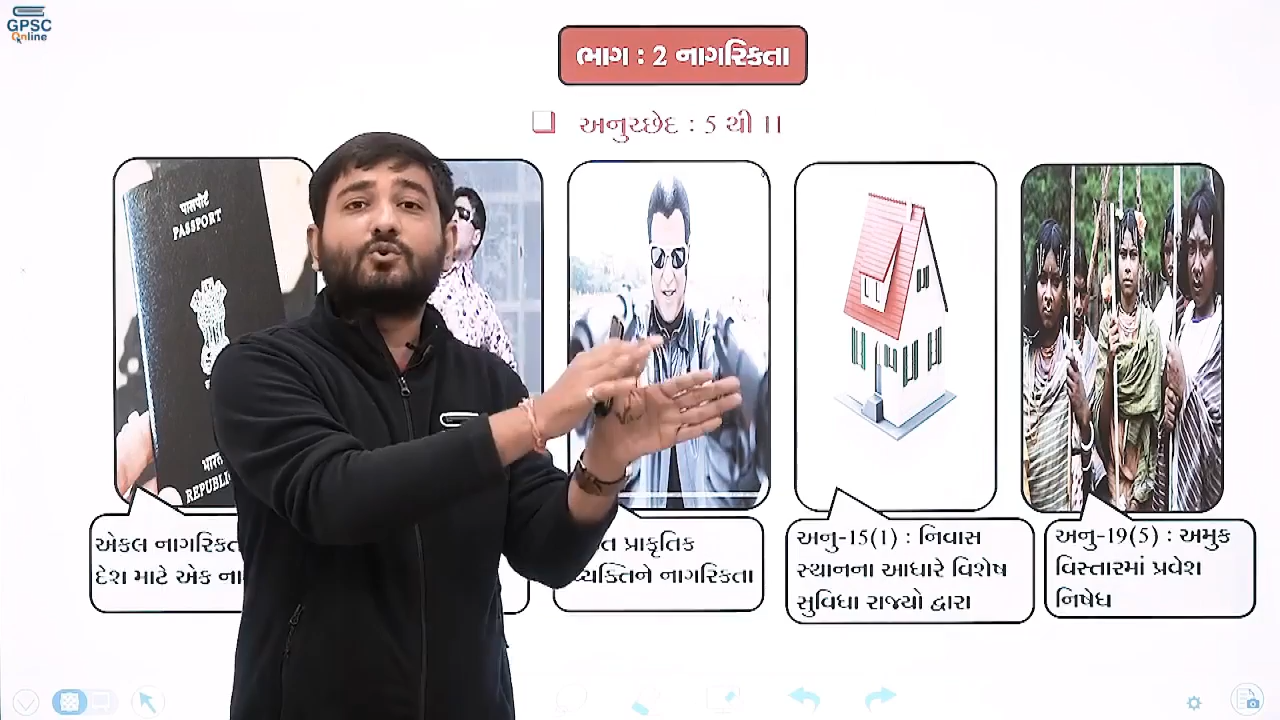 GPSC
Online
ભાગ : 2 નાગરિકતા
અનુચ્છેદ : 5 થી 11
पासपोर्ट
PASSPORT
એકલ નાગરિકતા
દેશ માટે એક
પ્રાકૃતિક
વ્યક્તિને નાગરિકતા
અનુ-15(1) : નિવાસ
સ્થાનના આધારે વિશેષ
સુવિધા રાજ્યો દ્વારા
અનુ-19(5) : અમુક
વિસ્તારમાં પ્રવેશ
નિષેધ